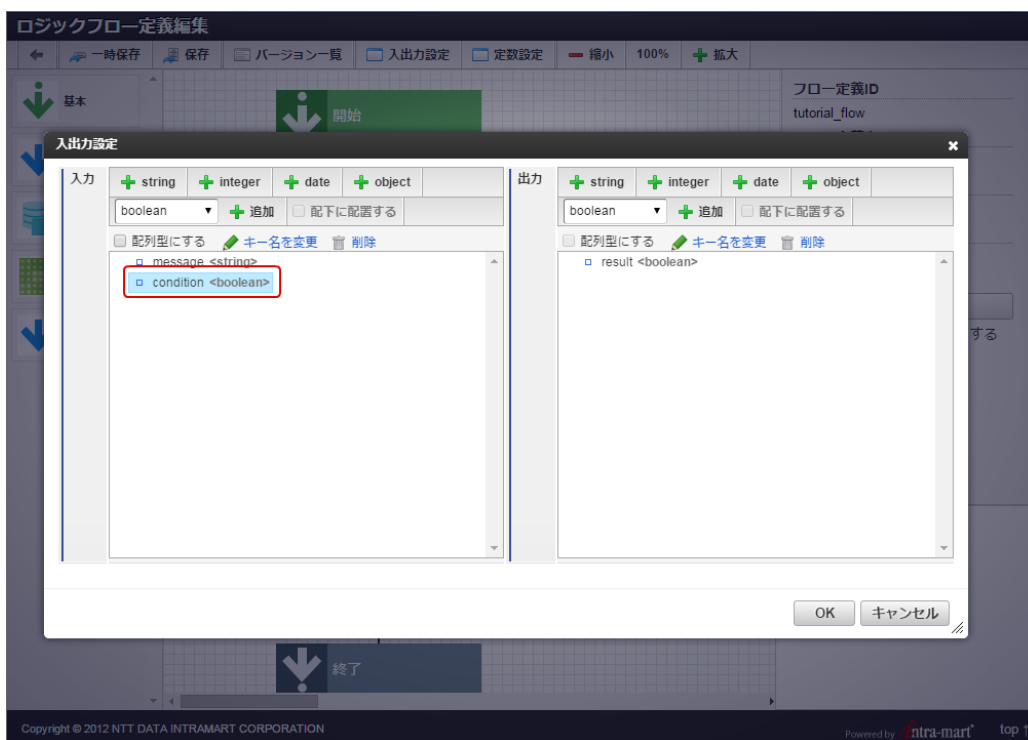 ロジックフロー定義編集
一時保存 保存 バージョン一覧 入出力設定 定数設定 縮小 100% 拡大
基本
開始
フロー定義ID
tutorial_flow
入出力設定
入力
string integer date object
boolean 追加 配下に配置する
配列型にする キー名を変更 削除
message <string>
condition <boolean>
出力
string integer date object
boolean 追加 配下に配置する
配列型にする キー名を変更 削除
result <boolean>
する
OK キャンセル
終了
Copyright © 2012 NTT DATA INTRAMART CORPORATION
Powered by intra-mart top ↑